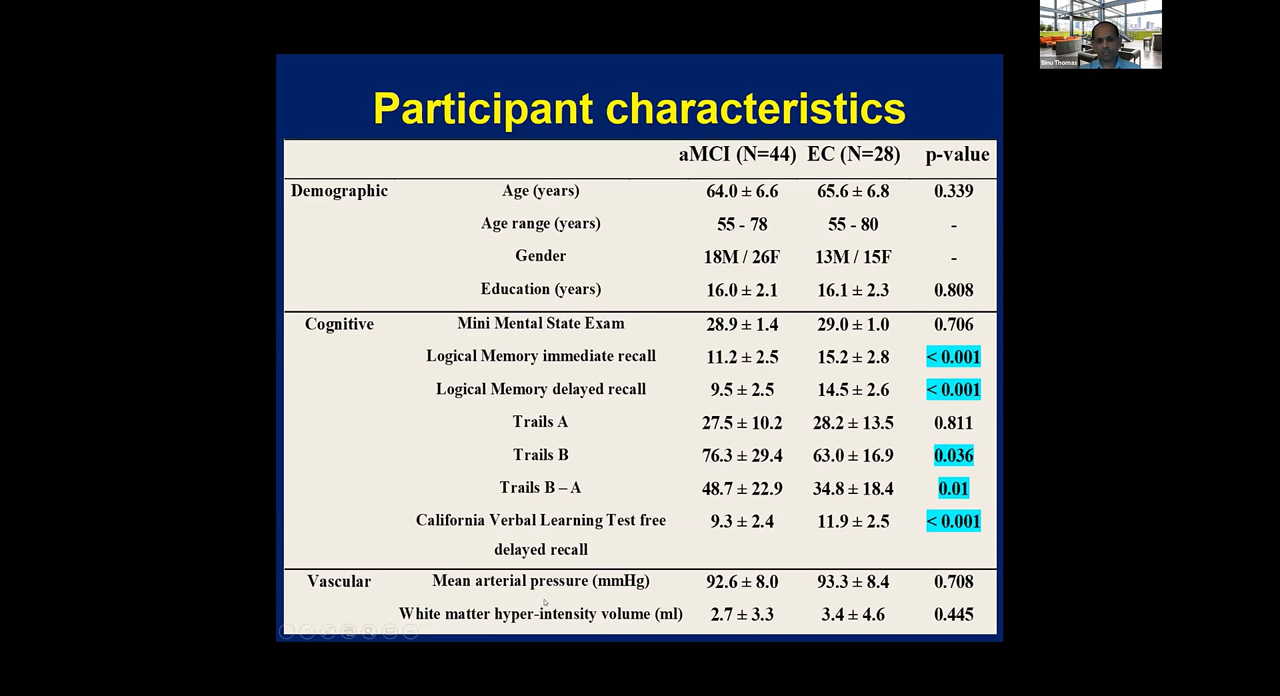 Participant characteristics
aMCI (N=44) EC (N=28) p-value
Demographic Age (years) 64.0 ± 6.6 65.6 ± 6.8 0.339
Age range (years) 55 - 78 55 - 80 -
Gender 18M / 26F 13M / 15F -
Education (years) 16.0 ± 2.1 16.1 ± 2.3 0.808
Cognitive Mini Mental State Exam 28.9 ± 1.4 29.0 ± 1.0 0.706
Logical Memory immediate recall 11.2 ± 2.5 15.2 ± 2.8 < 0.001
Logical Memory delayed recall 9.5 ± 2.5 14.5 ± 2.6 < 0.001
Trails A 27.5 ± 10.2 28.2 ± 13.5 0.811
Trails B 76.3 ± 29.4 63.0 ± 16.9 0.036
Trails B – A 48.7 ± 22.9 34.8 ± 18.4 0.01
California Verbal Learning Test free 9.3 ± 2.4 11.9 ± 2.5 < 0.001
delayed recall
Vascular Mean arterial pressure (mmHg) 92.6 ± 8.0 93.3 ± 8.4 0.708
White matter hyper-intensity volume (ml) 2.7 ± 3.3 3.4 ± 4.6 0.445
Binu Thomas